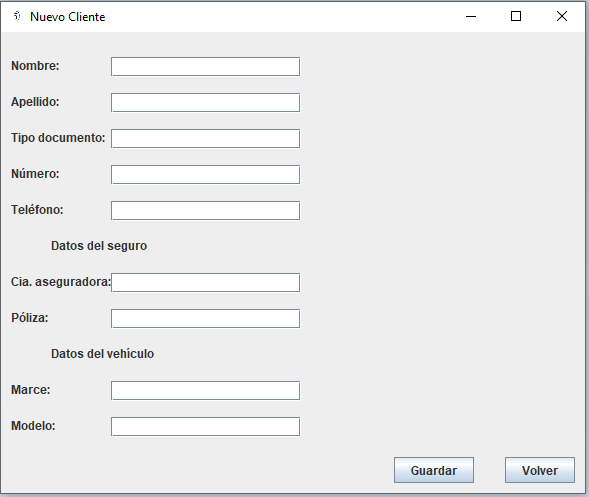 Nuevo Cliente
Nombre:
Apellido:
Tipo documento:
Número:
Teléfono:
Datos del seguro
Cia. aseguradora:
Póliza:
Datos del vehículo
Marce:
Modelo:
Guardar Volver